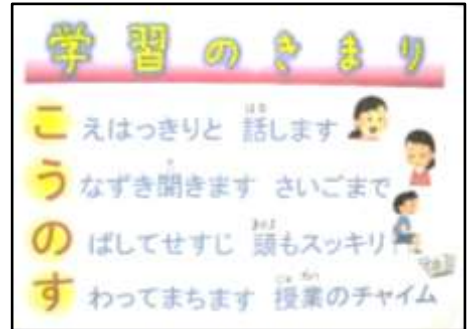 学習のきまり
こえはっきりと 話します
うなずき聞きます さいごまで
のばしてせすじ 頭もスッキリ
すわってまちます 授業のチャイム